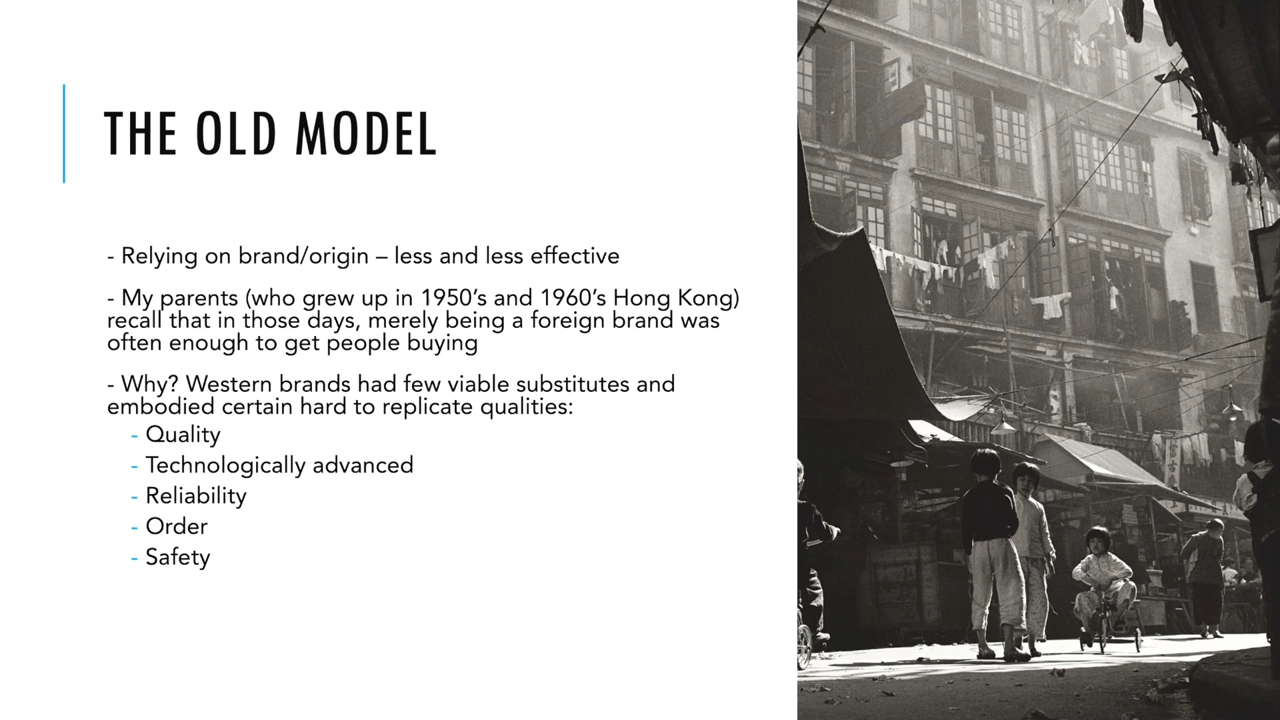 THE OLD MODEL
- Relying on brand/origin – less and less effective
- My parents (who grew up in 1950’s and 1960’s Hong Kong)
recall that in those days, merely being a foreign brand was
often enough to get people buying
- Why? Western brands had few viable substitutes and
embodied certain hard to replicate qualities:
- Quality
- Technologically advanced
- Reliability
- Order
- Safety